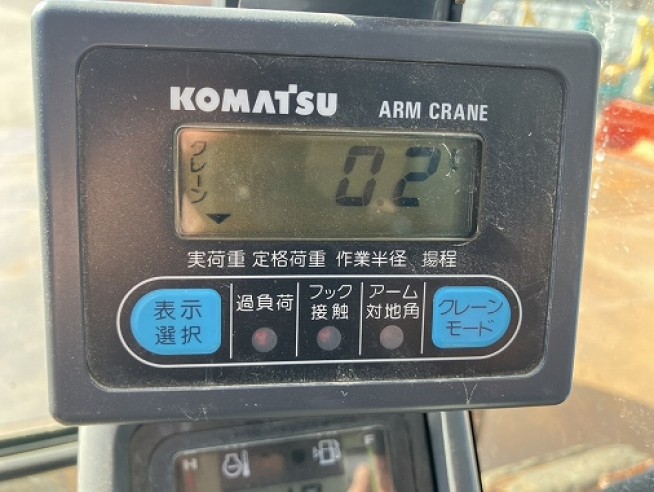 KOMATSU ARM CRANE
クレーン
0.2
実荷重 定格荷重 作業半径 揚程
表示
選択
過負荷
フック
接触
アーム
対地角
クレーン
モード
H F